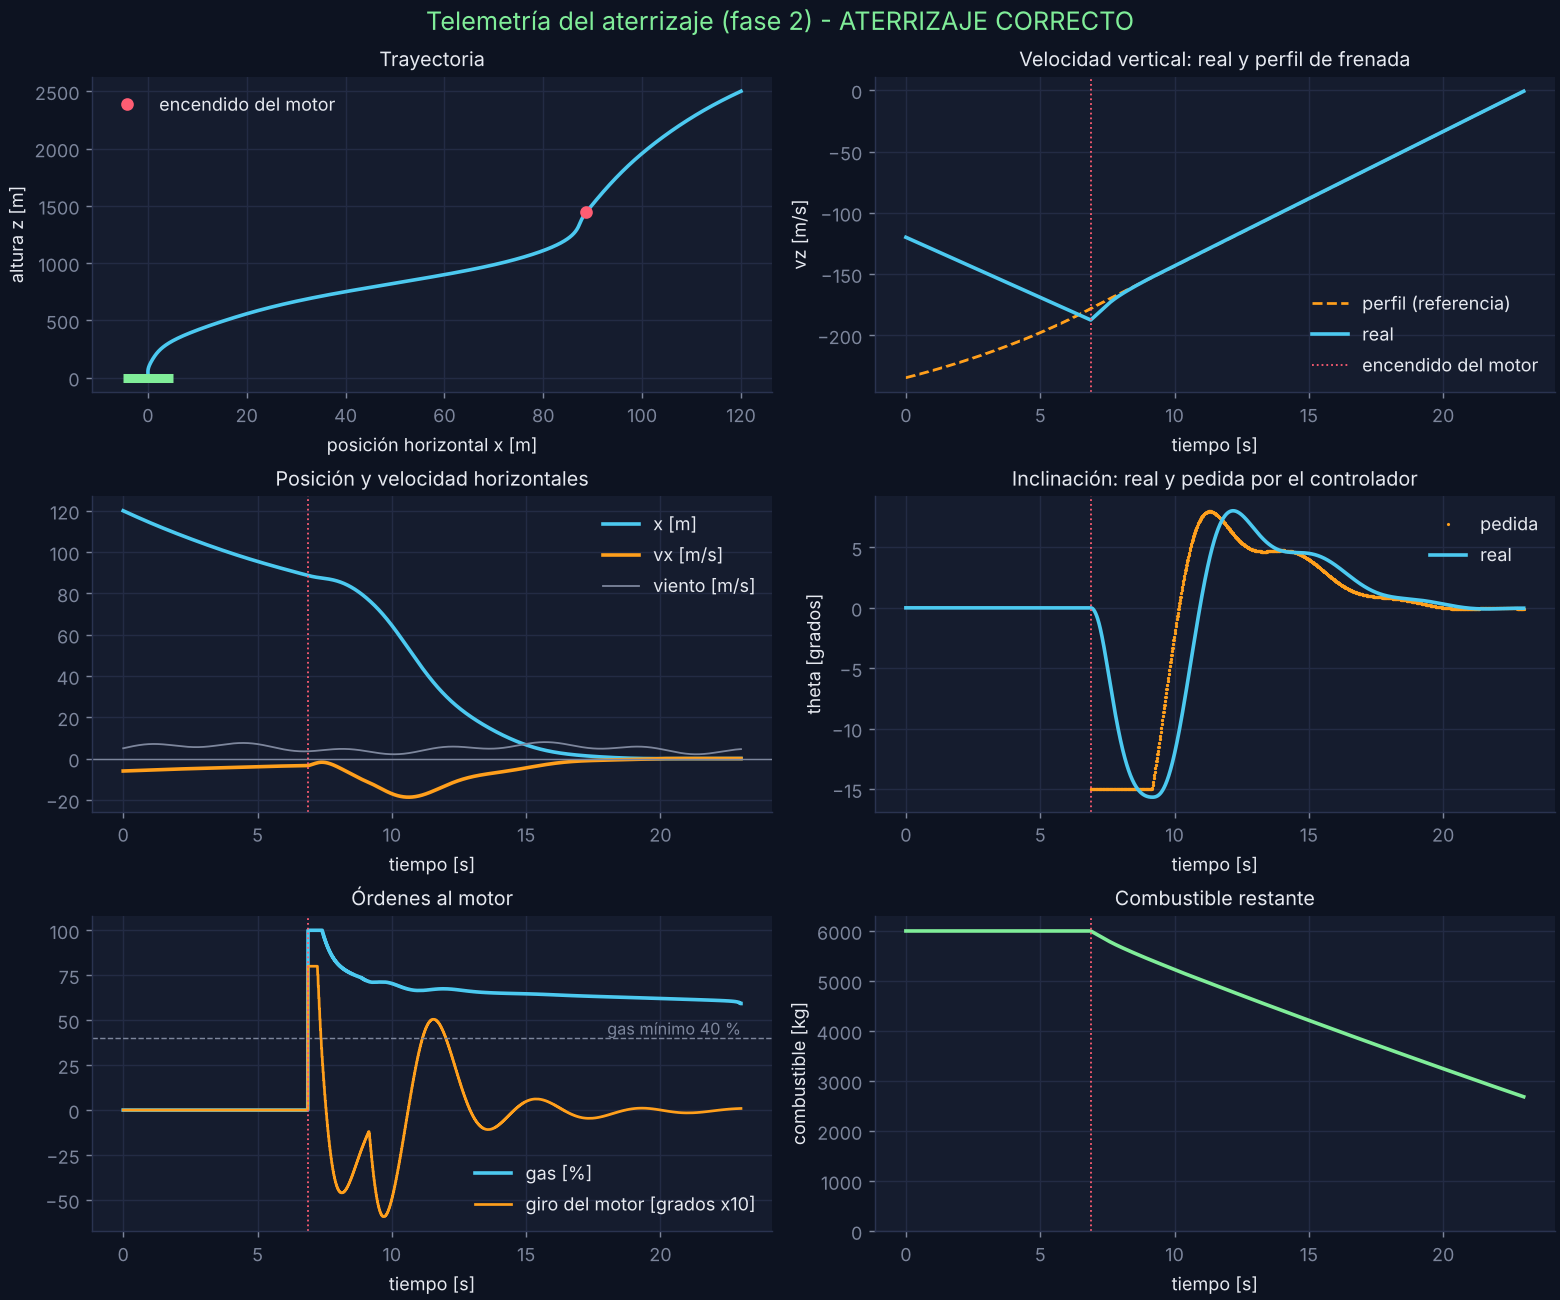 Telemetría del aterrizaje (fase 2) - ATERRIZAJE CORRECTO
Trayectoria
altura z [m]
2500
2000
1500
1000
500
0
encendido del motor
0 20 40 60 80 100 120
posición horizontal x [m]
Velocidad vertical: real y perfil de frenada
vz [m/s]
0
−50
−100
−150
−200
perfil (referencia)
real
encendido del motor
0 5 10 15 20
tiempo [s]
Posición y velocidad horizontales
120
100
80
60
40
20
0
−20
x [m]
vx [m/s]
viento [m/s]
0 5 10 15 20
tiempo [s]
Inclinación: real y pedida por el controlador
theta [grados]
5
0
−5
−10
−15
pedida
real
0 5 10 15 20
tiempo [s]
Órdenes al motor
100
75
50
25
0
−25
−50
gas mínimo 40 %
gas [%]
giro del motor [grados x10]
0 5 10 15 20
tiempo [s]
Combustible restante
combustible [kg]
6000
5000
4000
3000
2000
1000
0
0 5 10 15 20
tiempo [s]